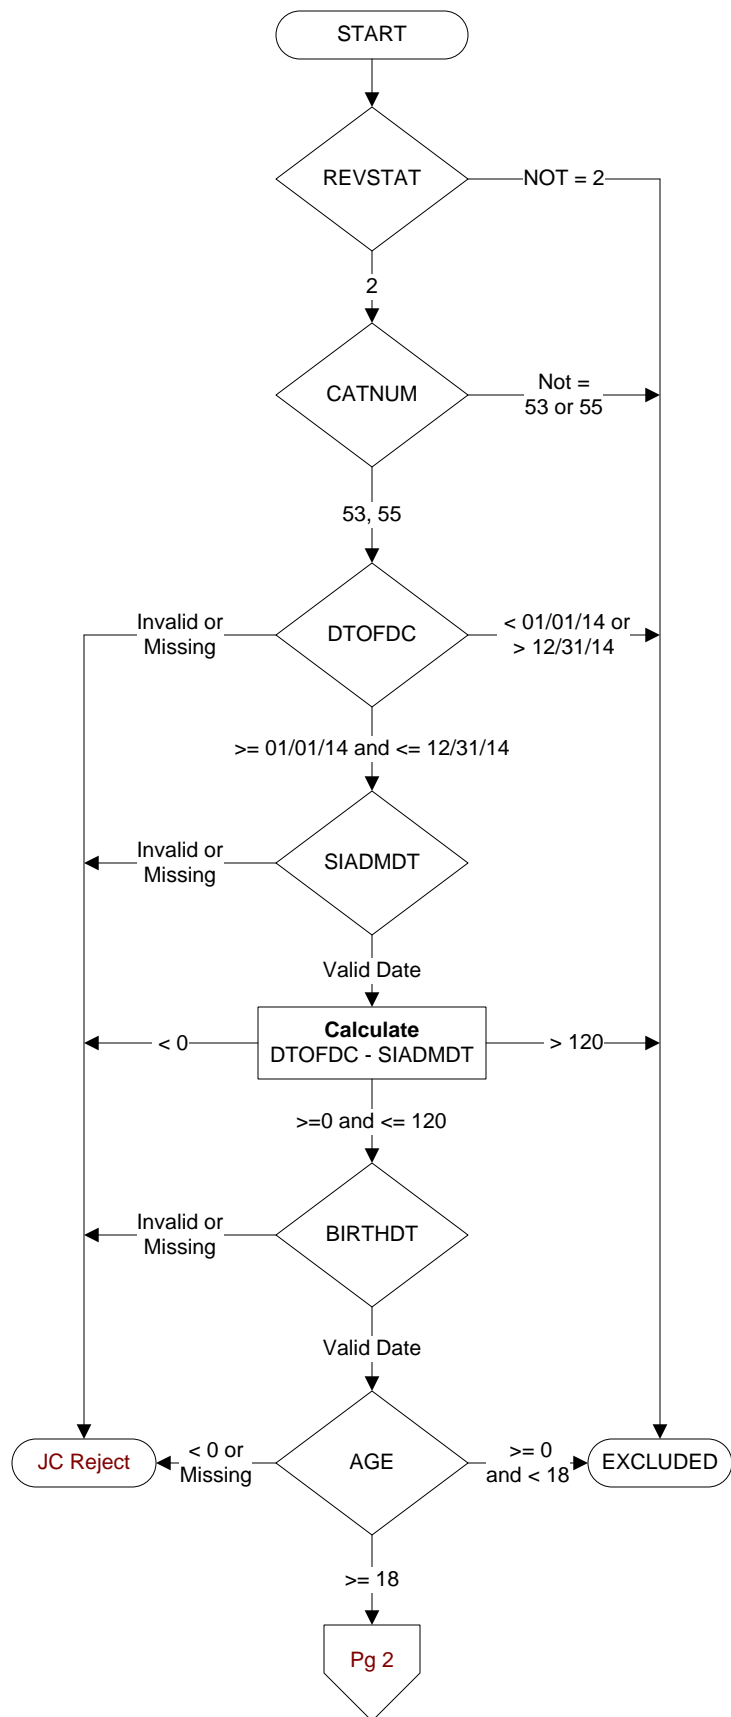 START
REVSTAT
NOT = 2
2
CATNUM
Not =
53 or 55
53, 55
Invalid or
Missing
DTOFDC
< 01/01/14 or
> 12/31/14
>= 01/01/14 and <= 12/31/14
Invalid or
Missing
SIADMDT
Valid Date
< 0
Calculate
DTOFDC - SIADMDT
> 120
>=0 and <= 120
Invalid or
Missing
BIRTHDT
Valid Date
JC Reject
< 0 or
Missing
AGE
>= 0
and < 18
EXCLUDED
>= 18
Pg 2